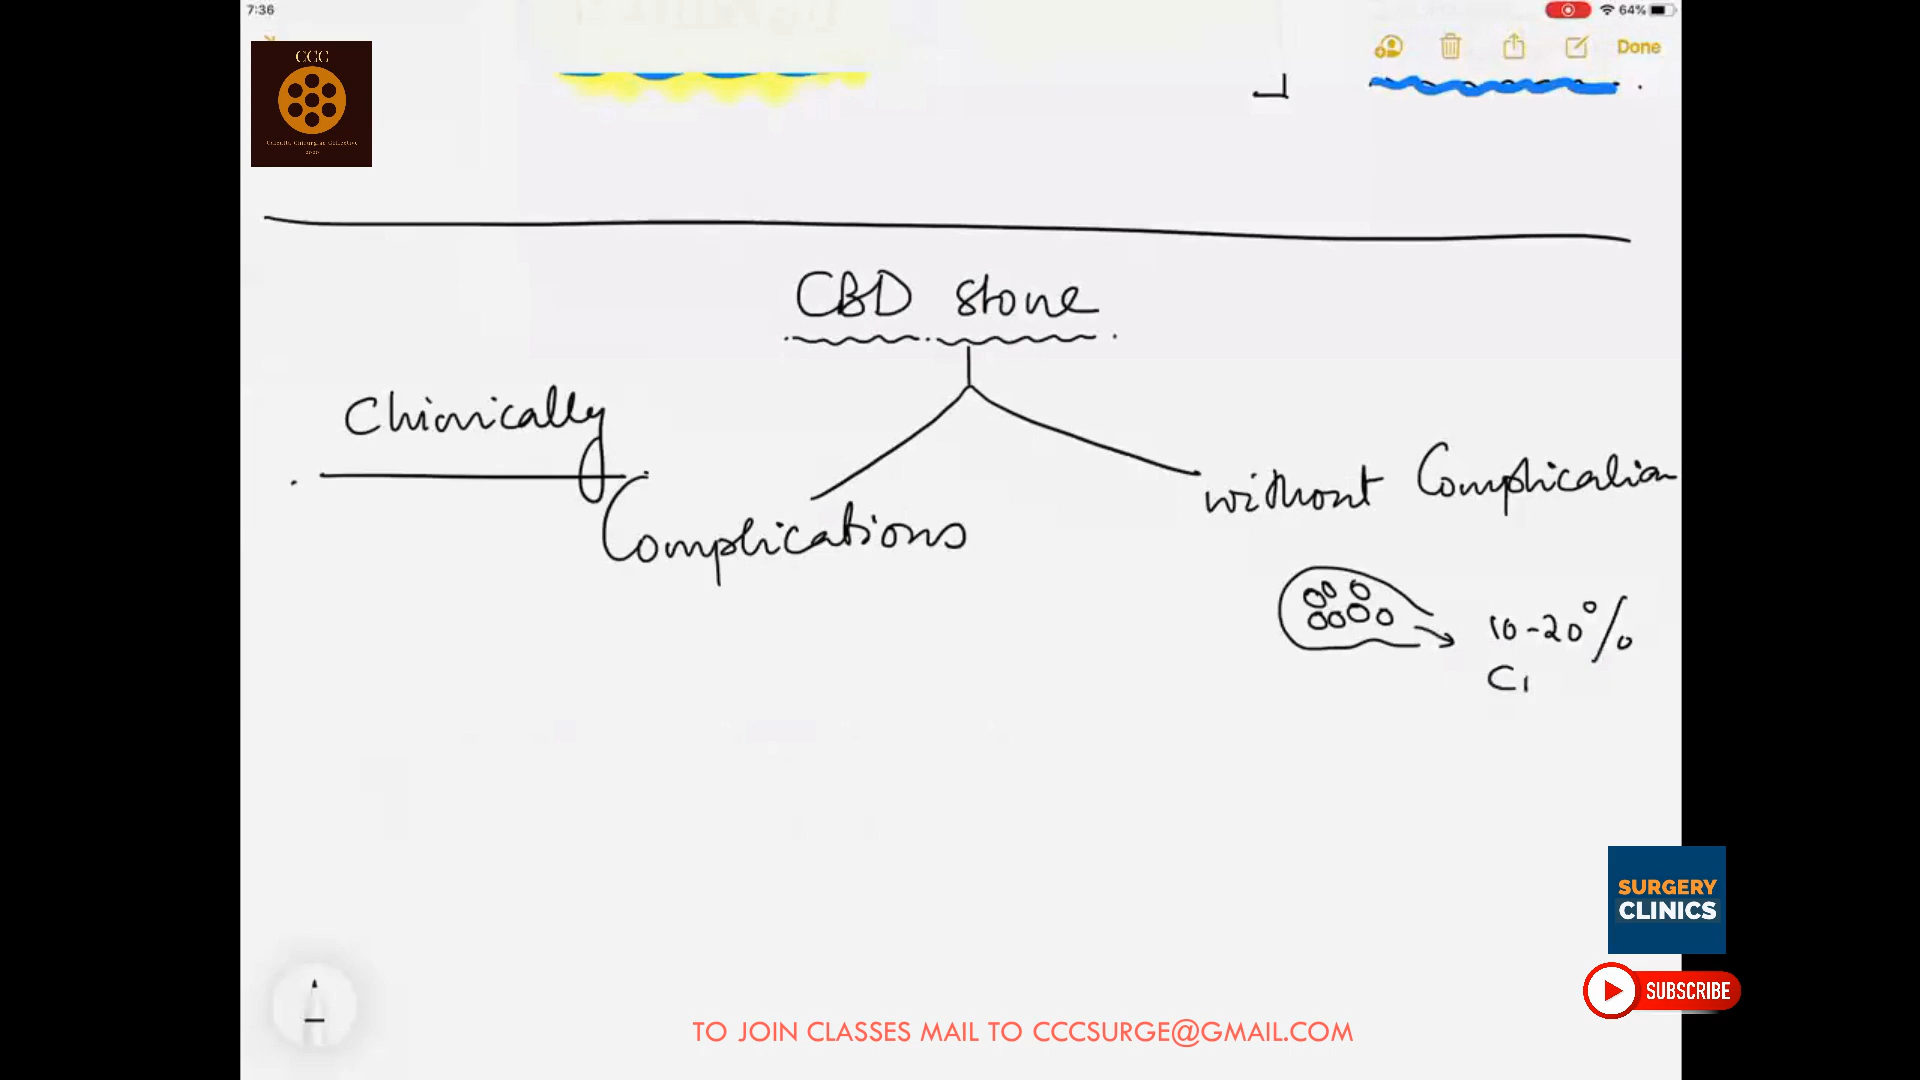 7:36
64%
Done
CCC
2020
CBD stone
Clinically
without Complication
Complications
10-20%
SURGERY
CLINICS
SUBSCRIBE
TO JOIN CLASSES MAIL TO CCCSURGE@GMAIL.COM